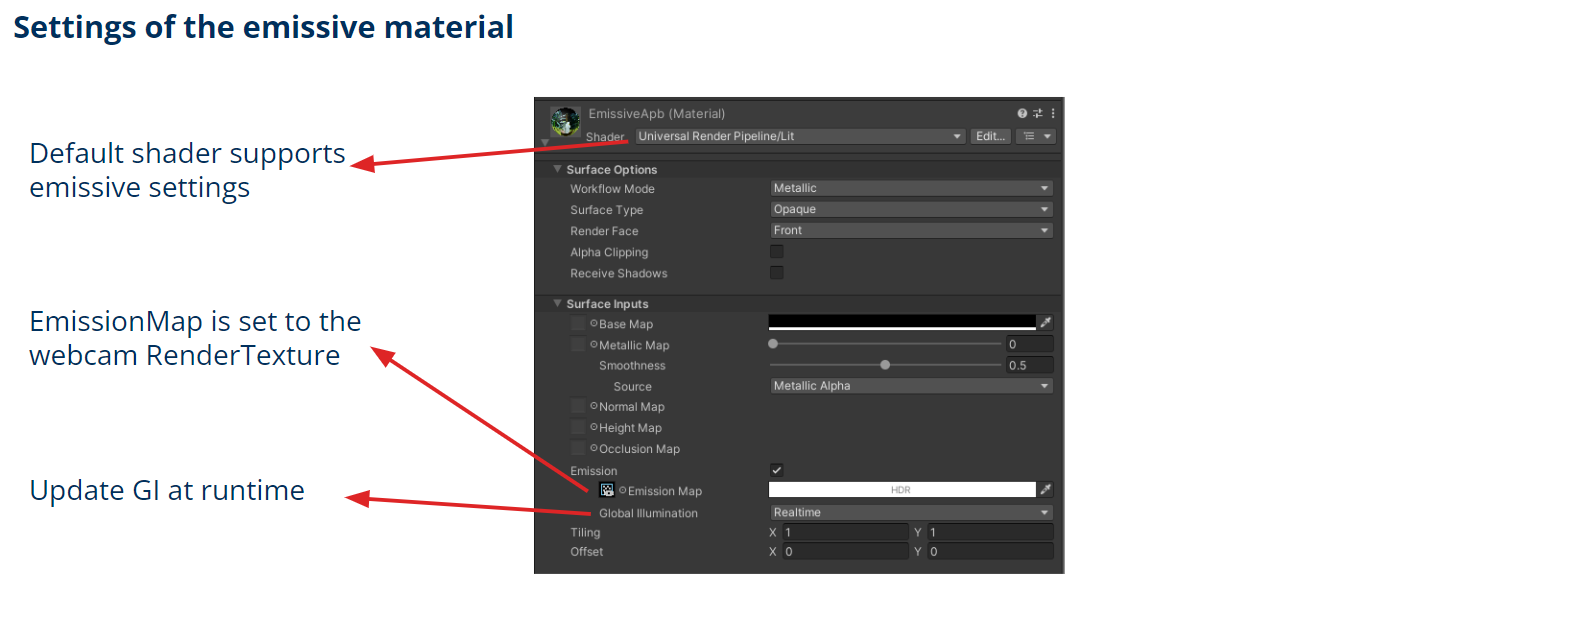 Settings of the emissive material
EmissiveApb (Material)
Shader Universal Render Pipeline/Lit Edit...
Default shader supports
emissive settings
Surface Options
Workflow Mode Metallic
Surface Type Opaque
Render Face Front
Alpha Clipping
Receive Shadows
Surface Inputs
EmissionMap is set to the
webcam RenderTexture
Base Map
Metallic Map 0
Smoothness 0.5
Source Metallic Alpha
Normal Map
Height Map
Occlusion Map
Emission
Update GI at runtime
Emission Map HDR
Global Illumination Realtime
Tiling X 1 Y 1
Offset X 0 Y 0